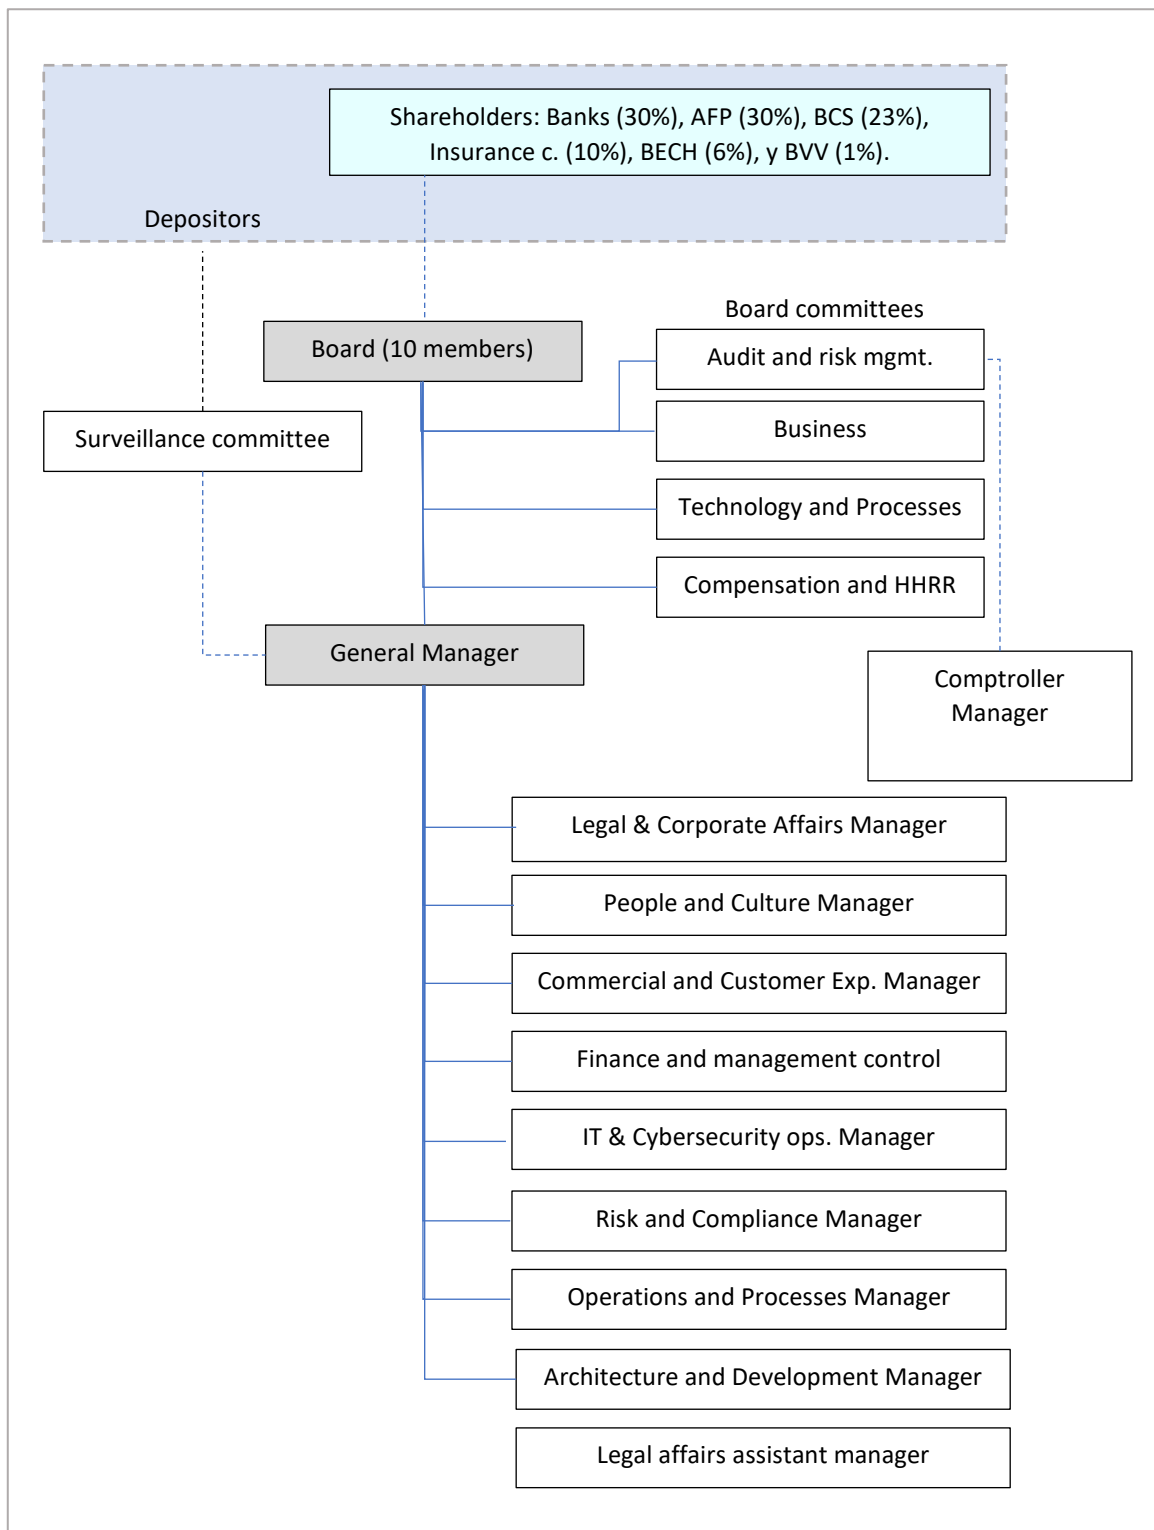 Shareholders: Banks (30%), AFP (30%), BCS (23%),
Insurance c. (10%), BECH (6%), y BVV (1%).
Depositors
Board committees
Board (10 members)
Audit and risk mgmt.
Business
Surveillance committee
Technology and Processes
Compensation and HHRR
General Manager
Comptroller
Manager
Legal & Corporate Affairs Manager
People and Culture Manager
Commercial and Customer Exp. Manager
Finance and management control
IT & Cybersecurity ops. Manager
Risk and Compliance Manager
Operations and Processes Manager
Architecture and Development Manager
Legal affairs assistant manager